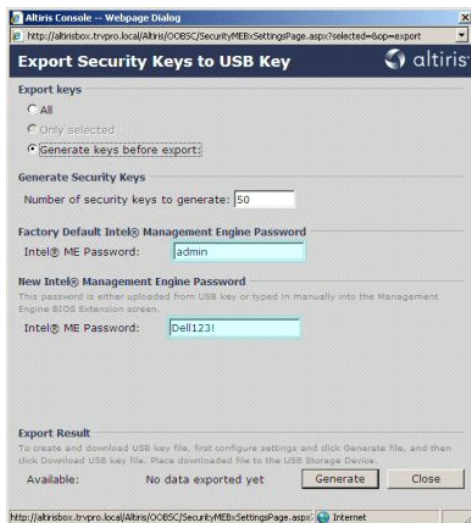 Altiris Console -- Webpage Dialog
http://altirisbox.trvpro.local/Altiris/OOBSC/SecurityMEBxSettingsPage.aspx?selected=&op=export
Export Security Keys to USB Key
altiris
Export keys
All
Only selected
Generate keys before export:
Generate Security Keys
Number of security keys to generate: 50
Factory Default Intel® Management Engine Password
Intel® ME Password: admin
New Intel® Management Engine Password
This password is either uploaded from USB key or typed in manually into the Management
Engine BIOS Extension screen.
Intel® ME Password: Dell123!
Export Result
To create and download USB key file, first configure settings and click Generate file, and then
click Download USB key file. Place downloaded file to the USB Storage Device.
Available: No data exported yet Generate Close
http://altirisbox.trvpro.local/Altiris/OOBSC/SecurityMEBxSettingsPage.aspx? Internet